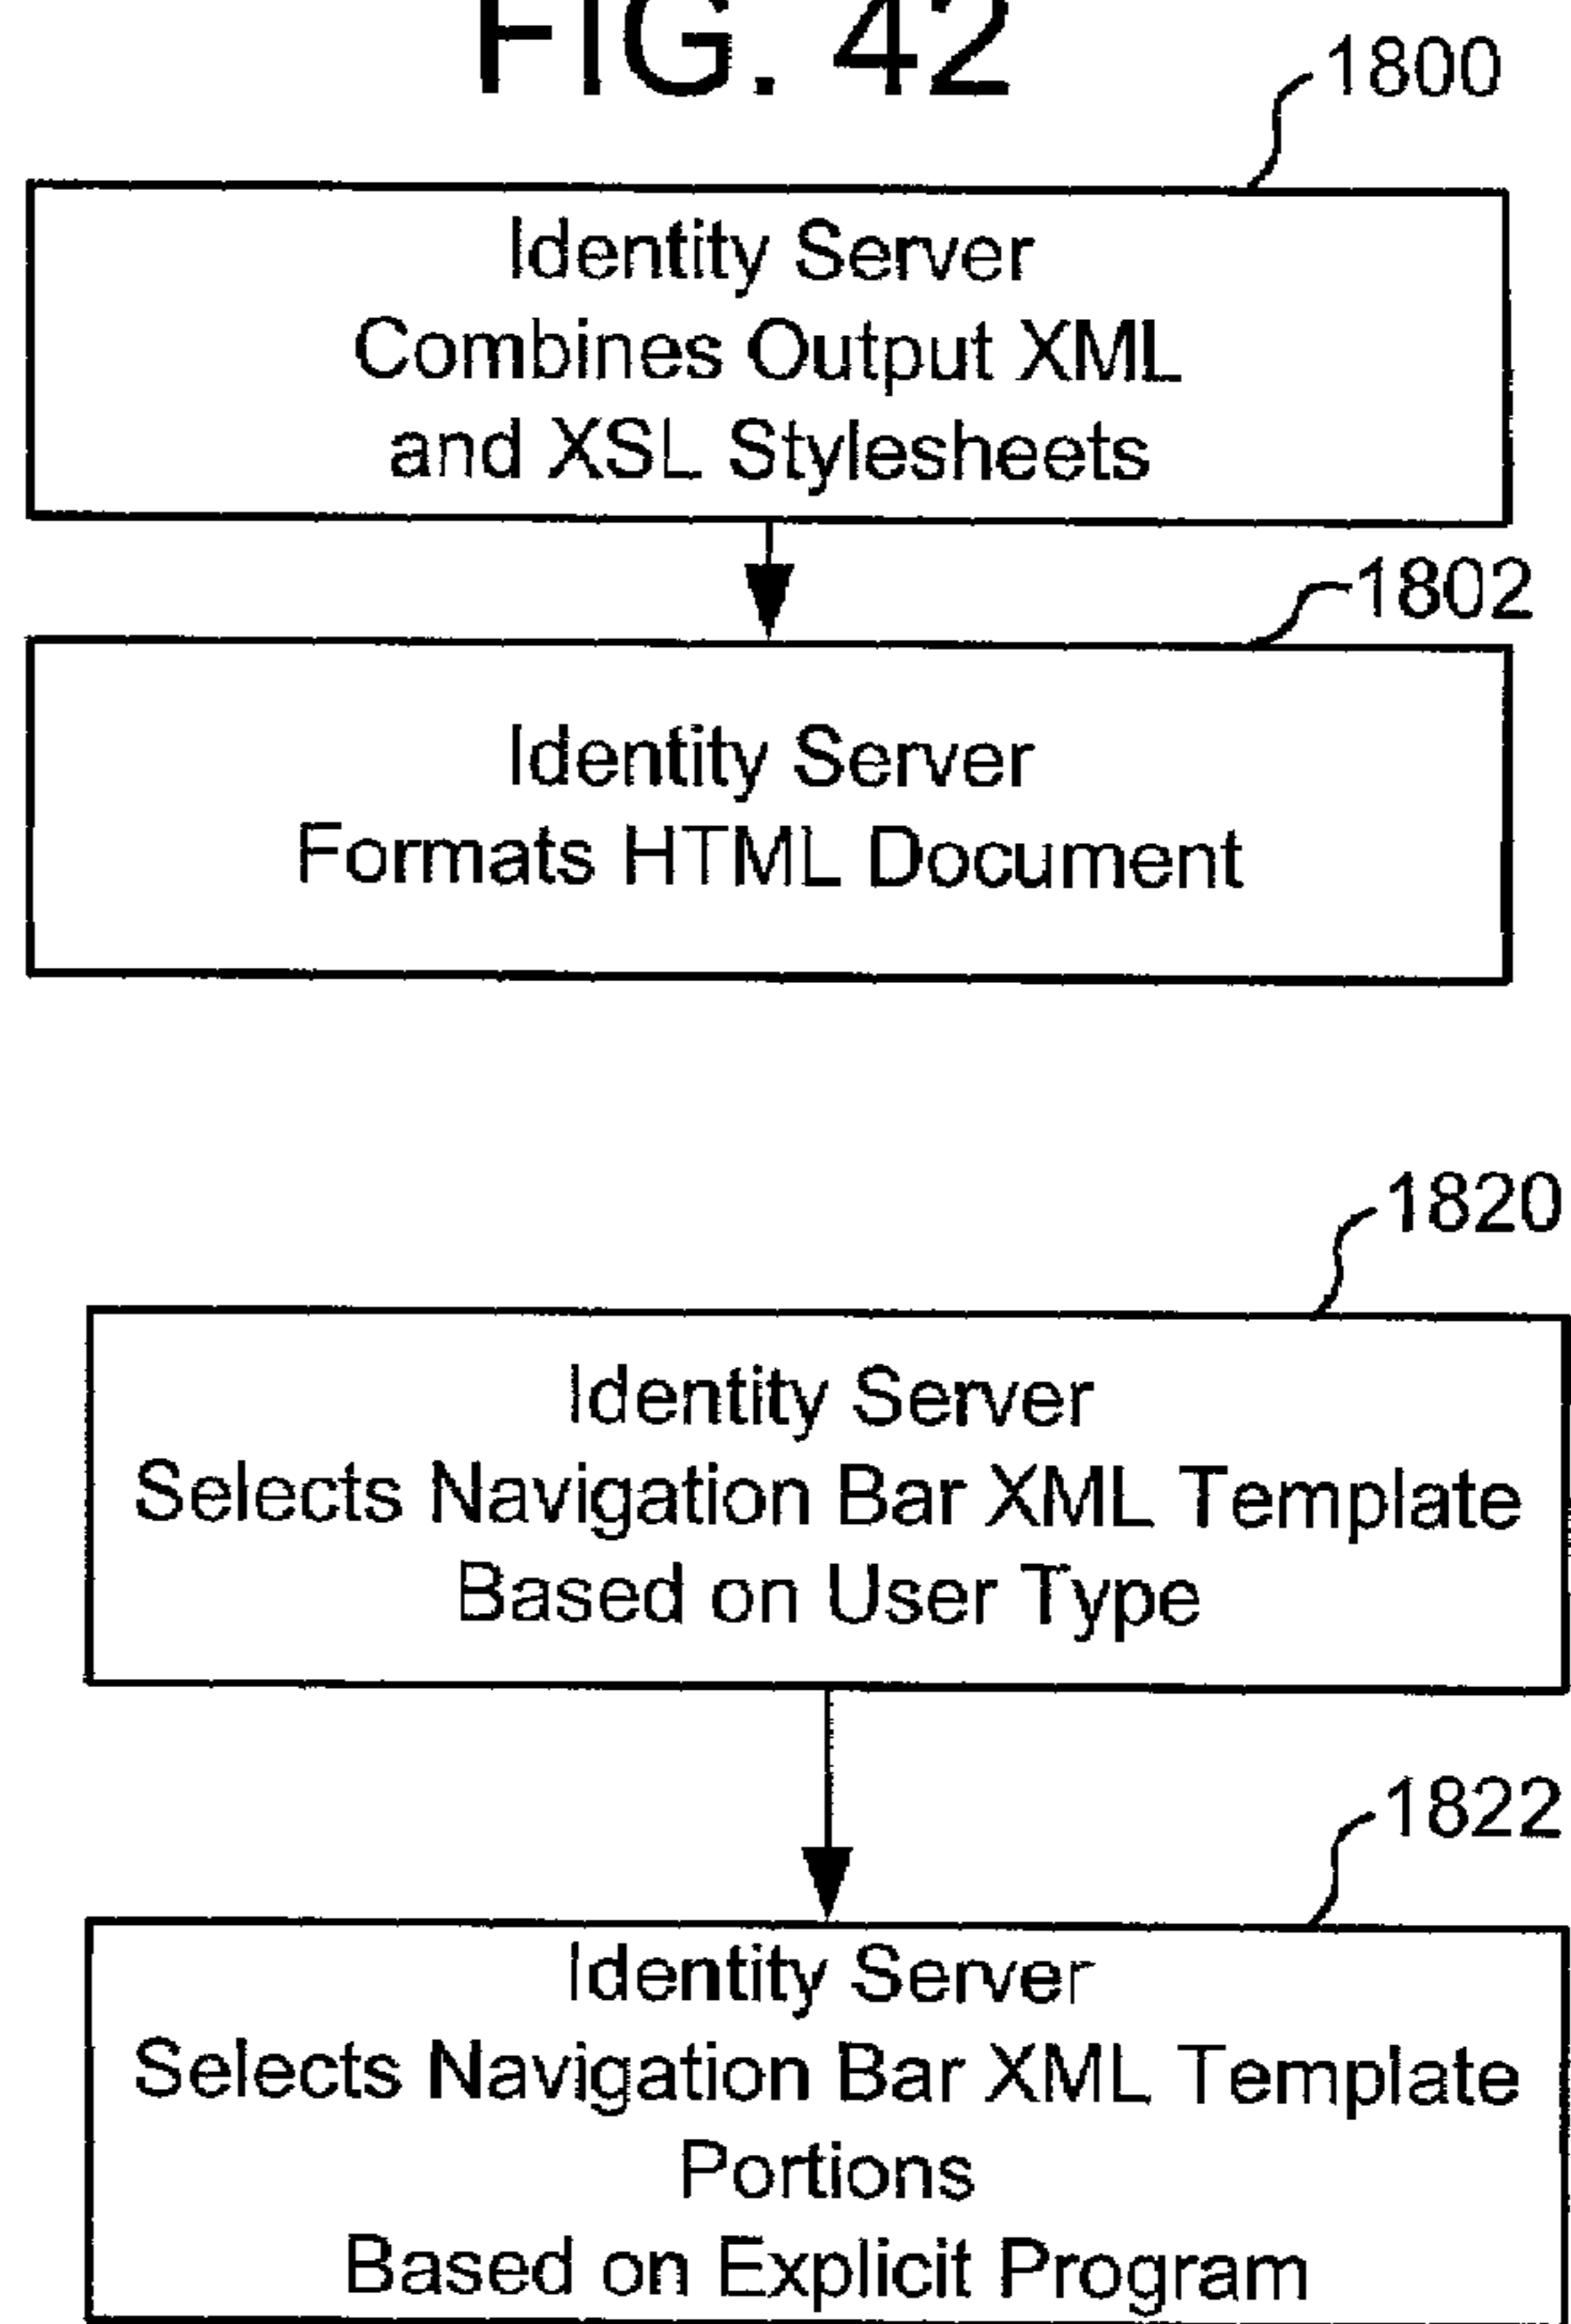 FIG. 42
1800
Identity Server
Combines Output XML
and XSL Stylesheets
1802
Identity Server
Formats HTML Document
1820
Identity Server
Selects Navigation Bar XML Template
Based on User Type
1822
Identity Server
Selects Navigation Bar XML Template
Portions
Based on Explicit Program